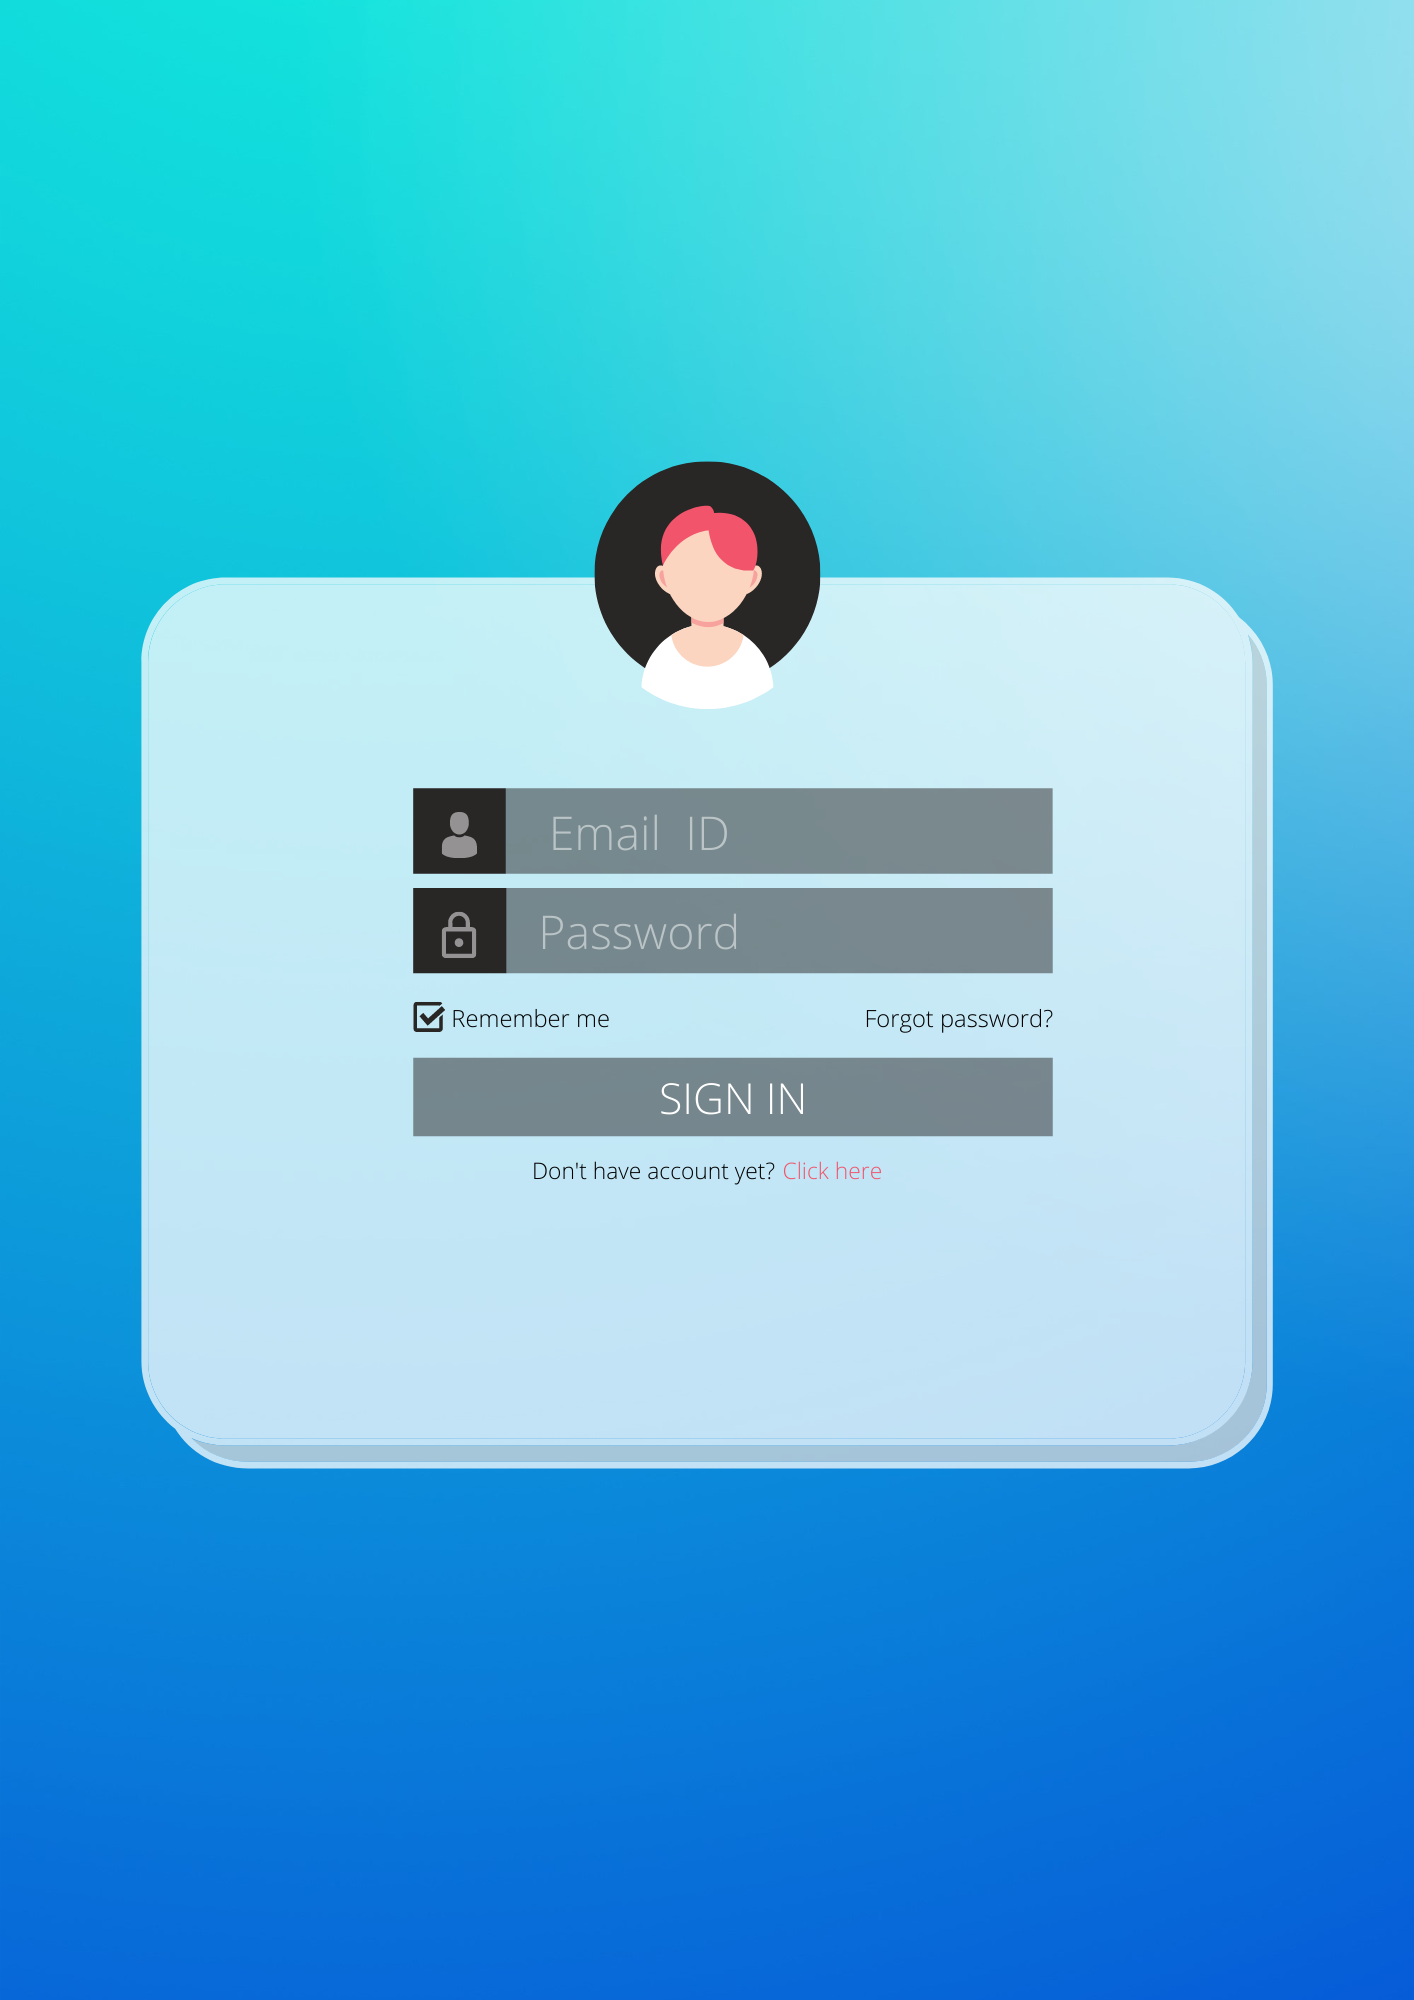 Email  ID
Password
Remember me
Forgot password?
SIGN IN
Don't have account yet? Click here